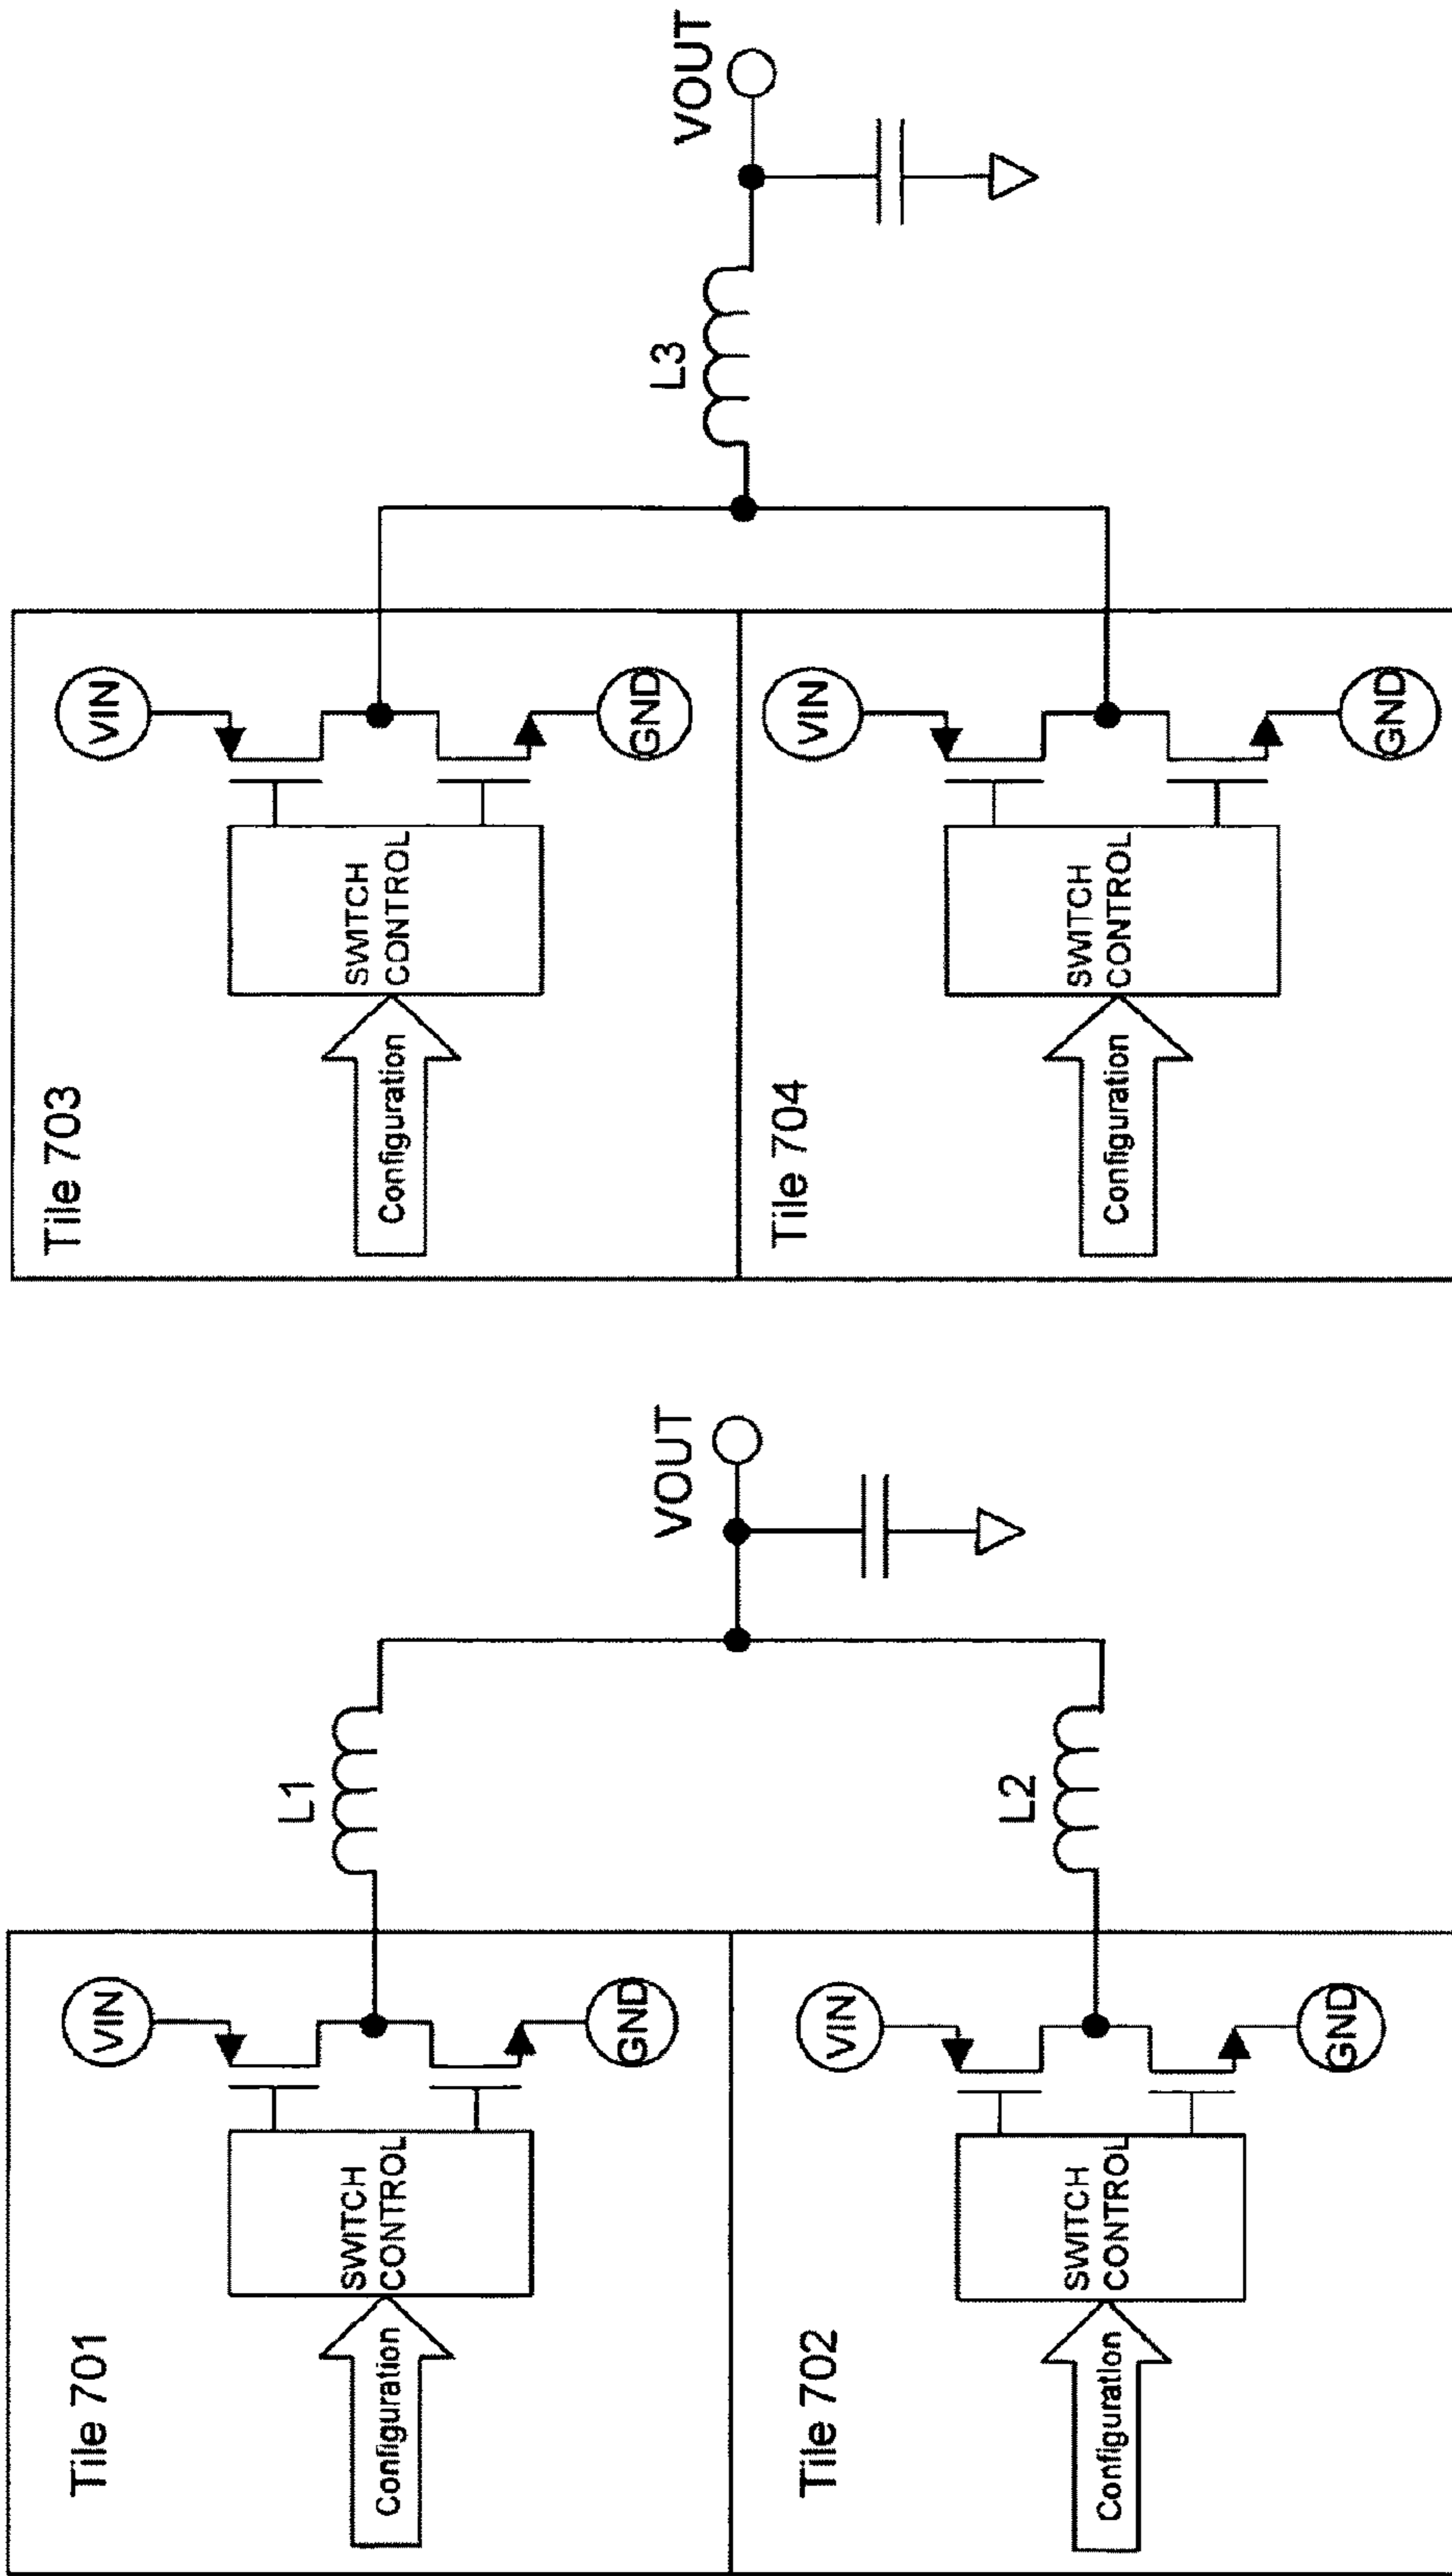 Tile 701
Configuration
SWITCH
CONTROL
VIN
GND
L1
Tile 702
Configuration
SWITCH
CONTROL
VIN
GND
L2
VOUT
Tile 703
Configuration
SWITCH
CONTROL
VIN
GND
Tile 704
Configuration
SWITCH
CONTROL
VIN
GND
L3
VOUT